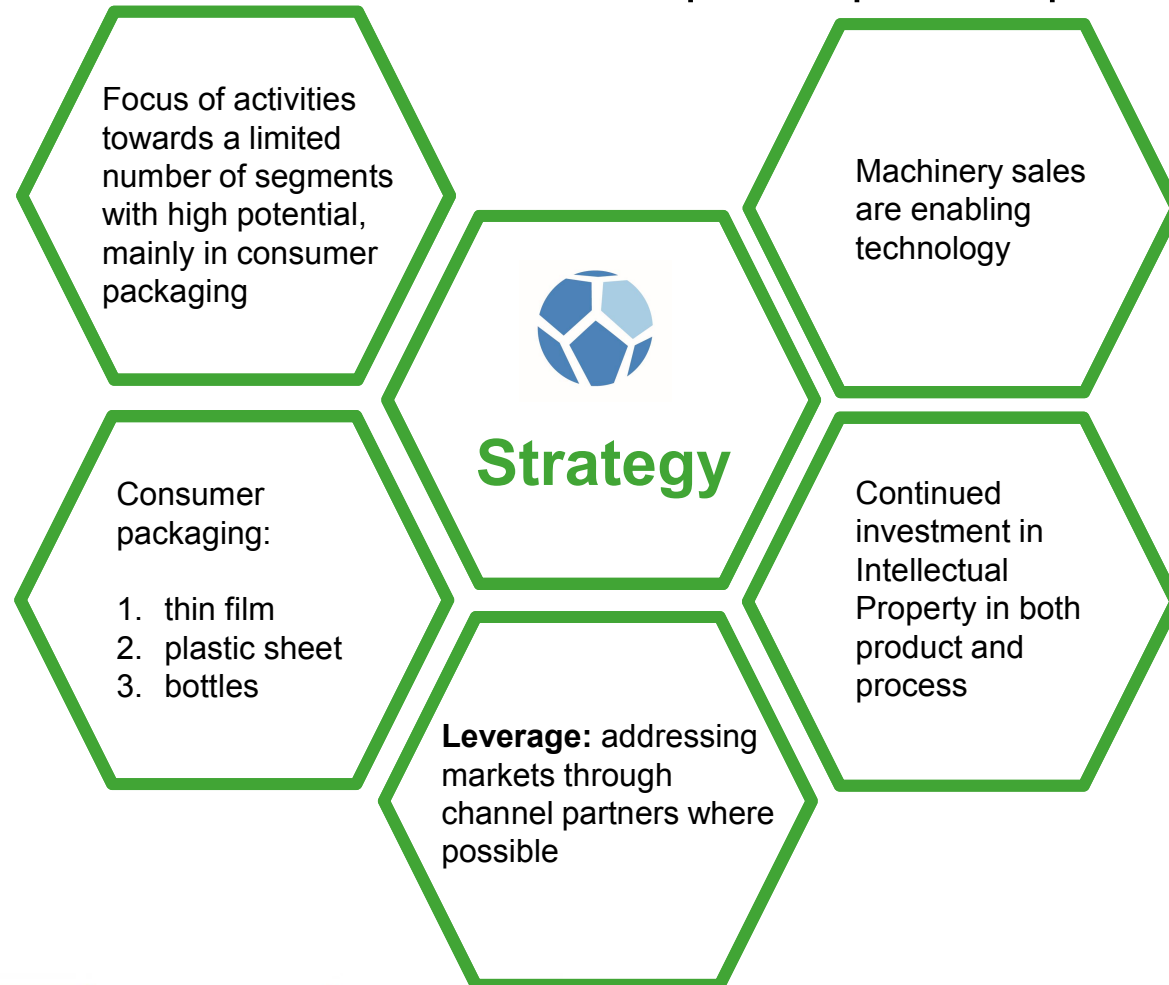 Focus of activities
towards a limited
number of segments
with high potential,
mainly in consumer
packaging
Machinery sales
are enabling
technology
Strategy
Consumer
packaging:
1. thin film
2. plastic sheet
3. bottles
Continued
investment in
Intellectual
Property in both
product and
process
Leverage: addressing
markets through
channel partners where
possible